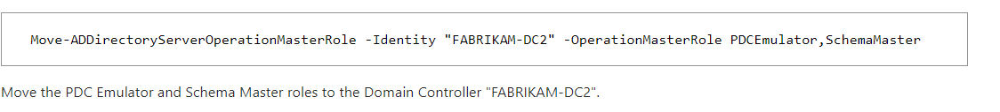 Move-ADDirectoryServerOperationMasterRole -Identity "FABRIKAM-DC2" -OperationMasterRole PDCEmulator,SchemaMaster
Move the PDC Emulator and Schema Master roles to the Domain Controller "FABRIKAM-DC2".